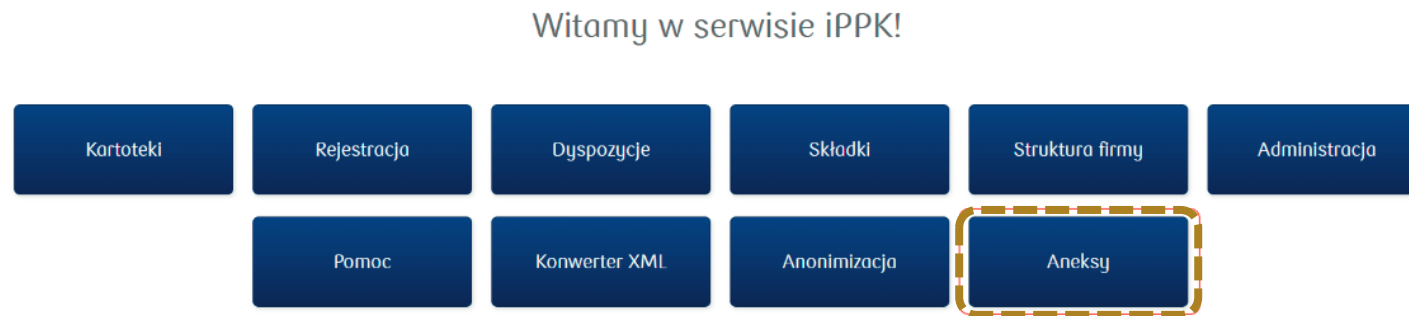 Witamy w serwisie iPPK!
Kartoteki
Rejestracja
Dyspozycje
Składki
Struktura firmy
Administracja
Pomoc
Konwerter XML
Anonimizacja
Aneksy